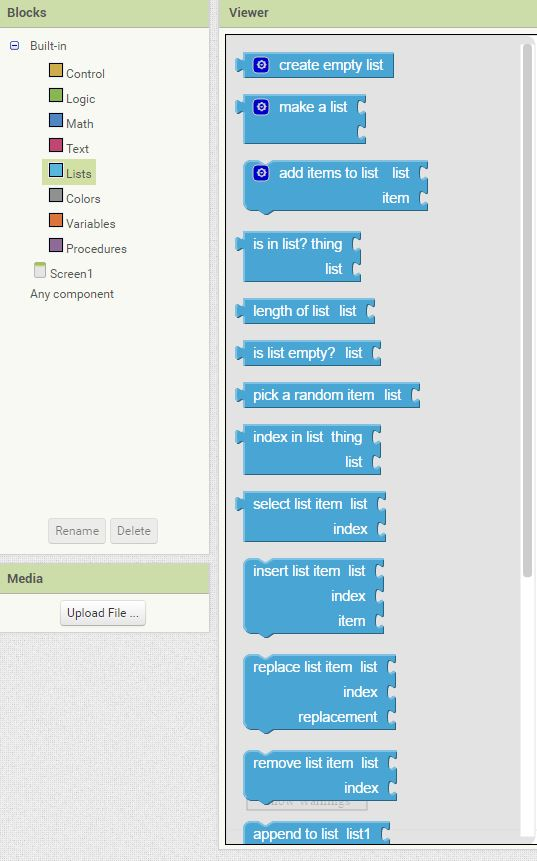 Blocks
Built-in
Control
Logic
Math
Text
Lists
Colors
Variables
Procedures
Screen1
Any component
Rename Delete
Media
Upload File ...
Viewer
create empty list
make a list
add items to list list
item
is in list? thing
list
length of list list
is list empty? list
pick a random item list
index in list thing
list
select list item list
index
insert list item list
index
item
replace list item list
index
replacement
remove list item list
index
Warnings
append to list list1